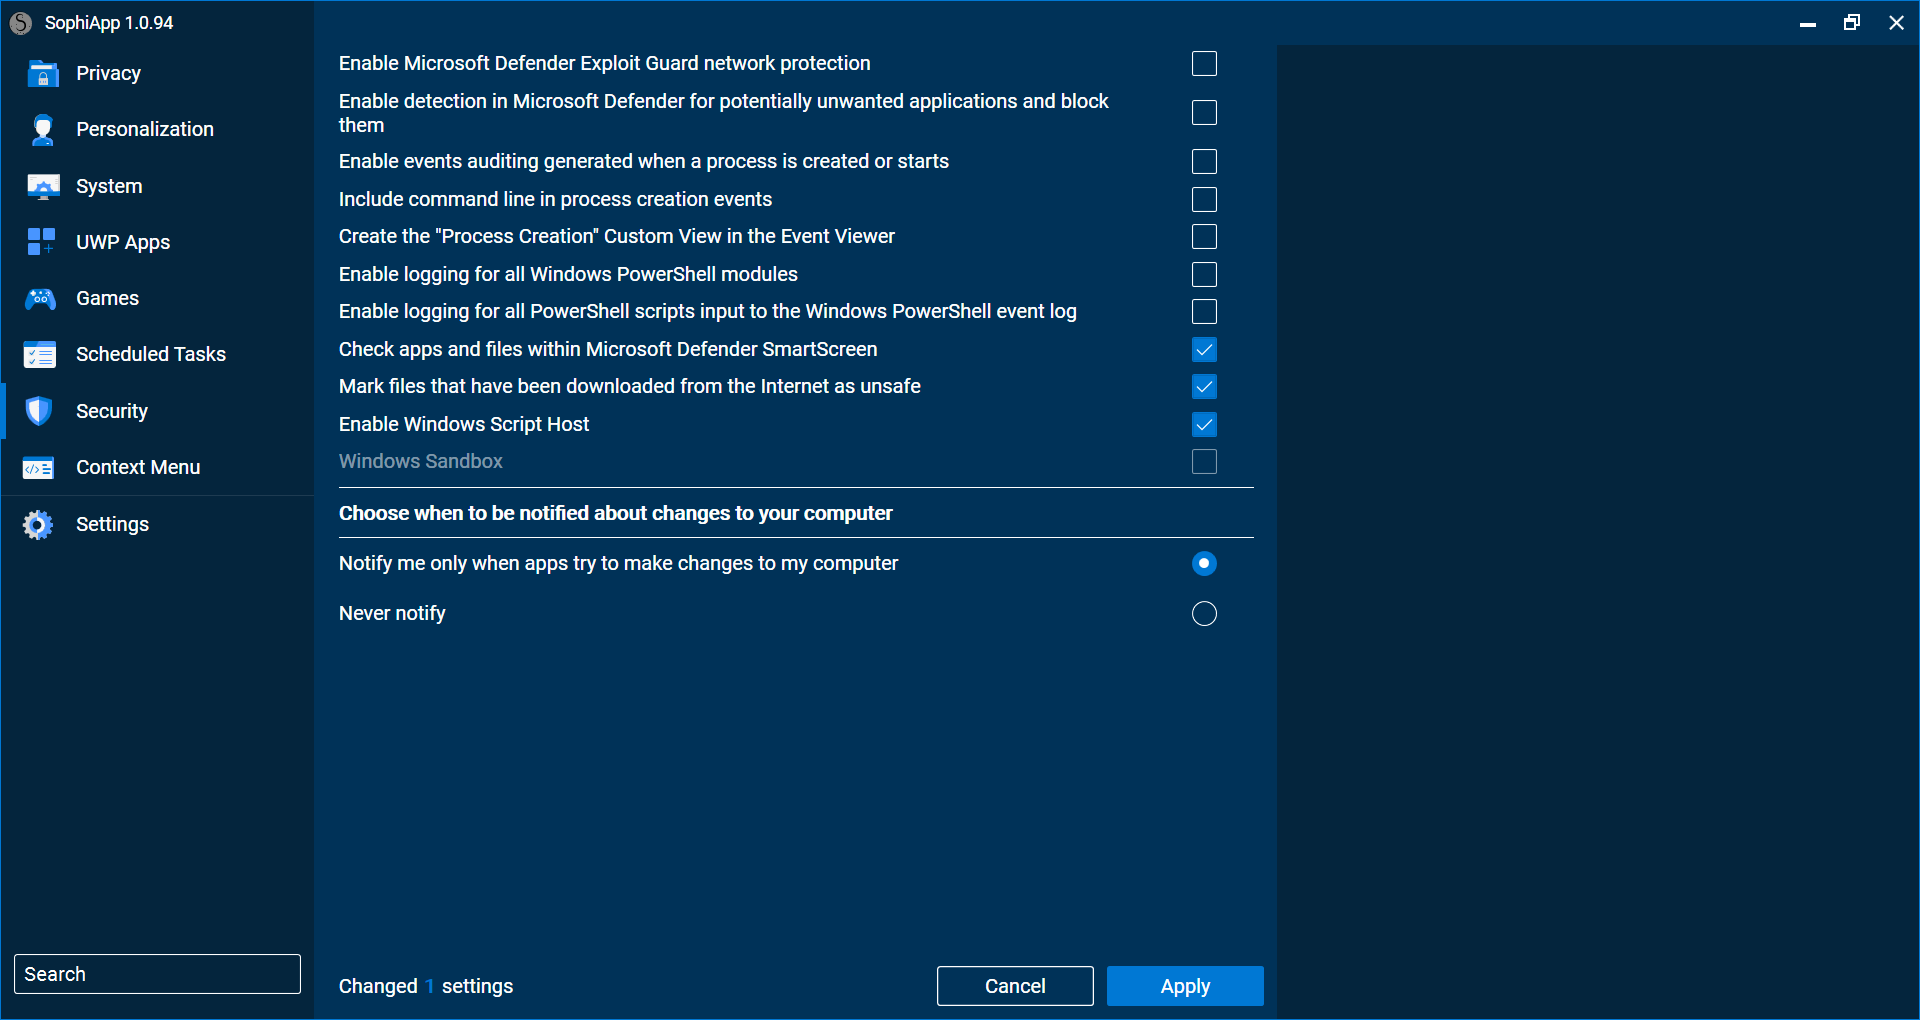 SophiApp 1.0.94
Privacy
Personalization
System
UWP Apps
Games
Scheduled Tasks
Security
Context Menu
Settings
Search
Enable Microsoft Defender Exploit Guard network protection
Enable detection in Microsoft Defender for potentially unwanted applications and block
them
Enable events auditing generated when a process is created or starts
Include command line in process creation events
Create the "Process Creation" Custom View in the Event Viewer
Enable logging for all Windows PowerShell modules
Enable logging for all PowerShell scripts input to the Windows PowerShell event log
Check apps and files within Microsoft Defender SmartScreen
Mark files that have been downloaded from the Internet as unsafe
Enable Windows Script Host
Windows Sandbox
Choose when to be notified about changes to your computer
Notify me only when apps try to make changes to my computer
Never notify
Changed 1 settings
Cancel
Apply